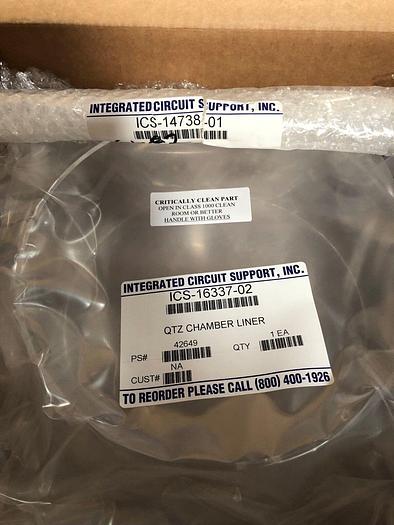 INTEGRATED CIRCUIT SUPPORT, INC.
ICS-14738-01
CRITICALLY CLEAN PART
OPEN IN CLASS 1000 CLEAN
ROOM OR BETTER
HANDLE WITH GLOVES
INTEGRATED CIRCUIT SUPPORT, INC.
ICS-16337-02
QTZ CHAMBER LINER
PS# 42649 QTY 1 EA
CUST# NA
TO REORDER PLEASE CALL (800) 400-1926